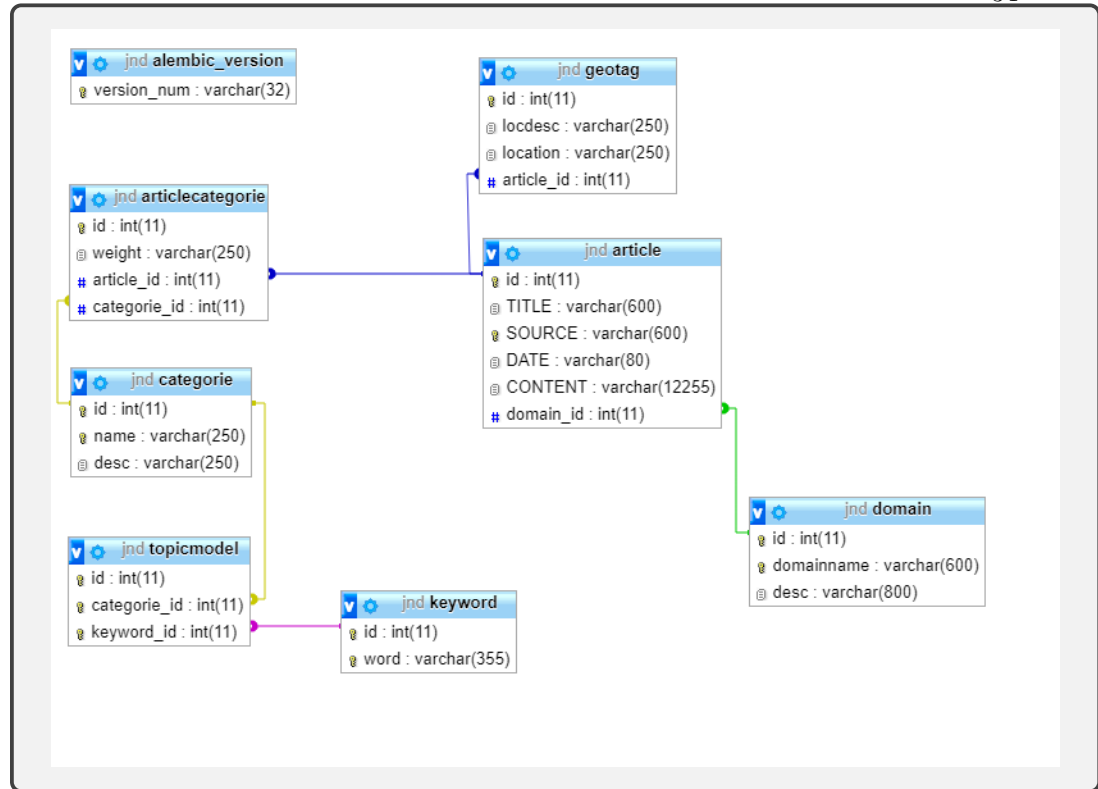 jnd alembic_version
version_num : varchar(32)
jnd geotag
id : int(11)
locdesc : varchar(250)
location : varchar(250)
article_id : int(11)
jnd articlecategorie
id : int(11)
weight : varchar(250)
article_id : int(11)
categorie_id : int(11)
jnd article
id : int(11)
TITLE : varchar(600)
SOURCE : varchar(600)
DATE : varchar(80)
CONTENT : varchar(12255)
domain_id : int(11)
jnd categorie
id : int(11)
name : varchar(250)
desc : varchar(250)
jnd domain
id : int(11)
domainname : varchar(600)
desc : varchar(800)
jnd topicmodel
id : int(11)
categorie_id : int(11)
keyword_id : int(11)
jnd keyword
id : int(11)
word : varchar(355)